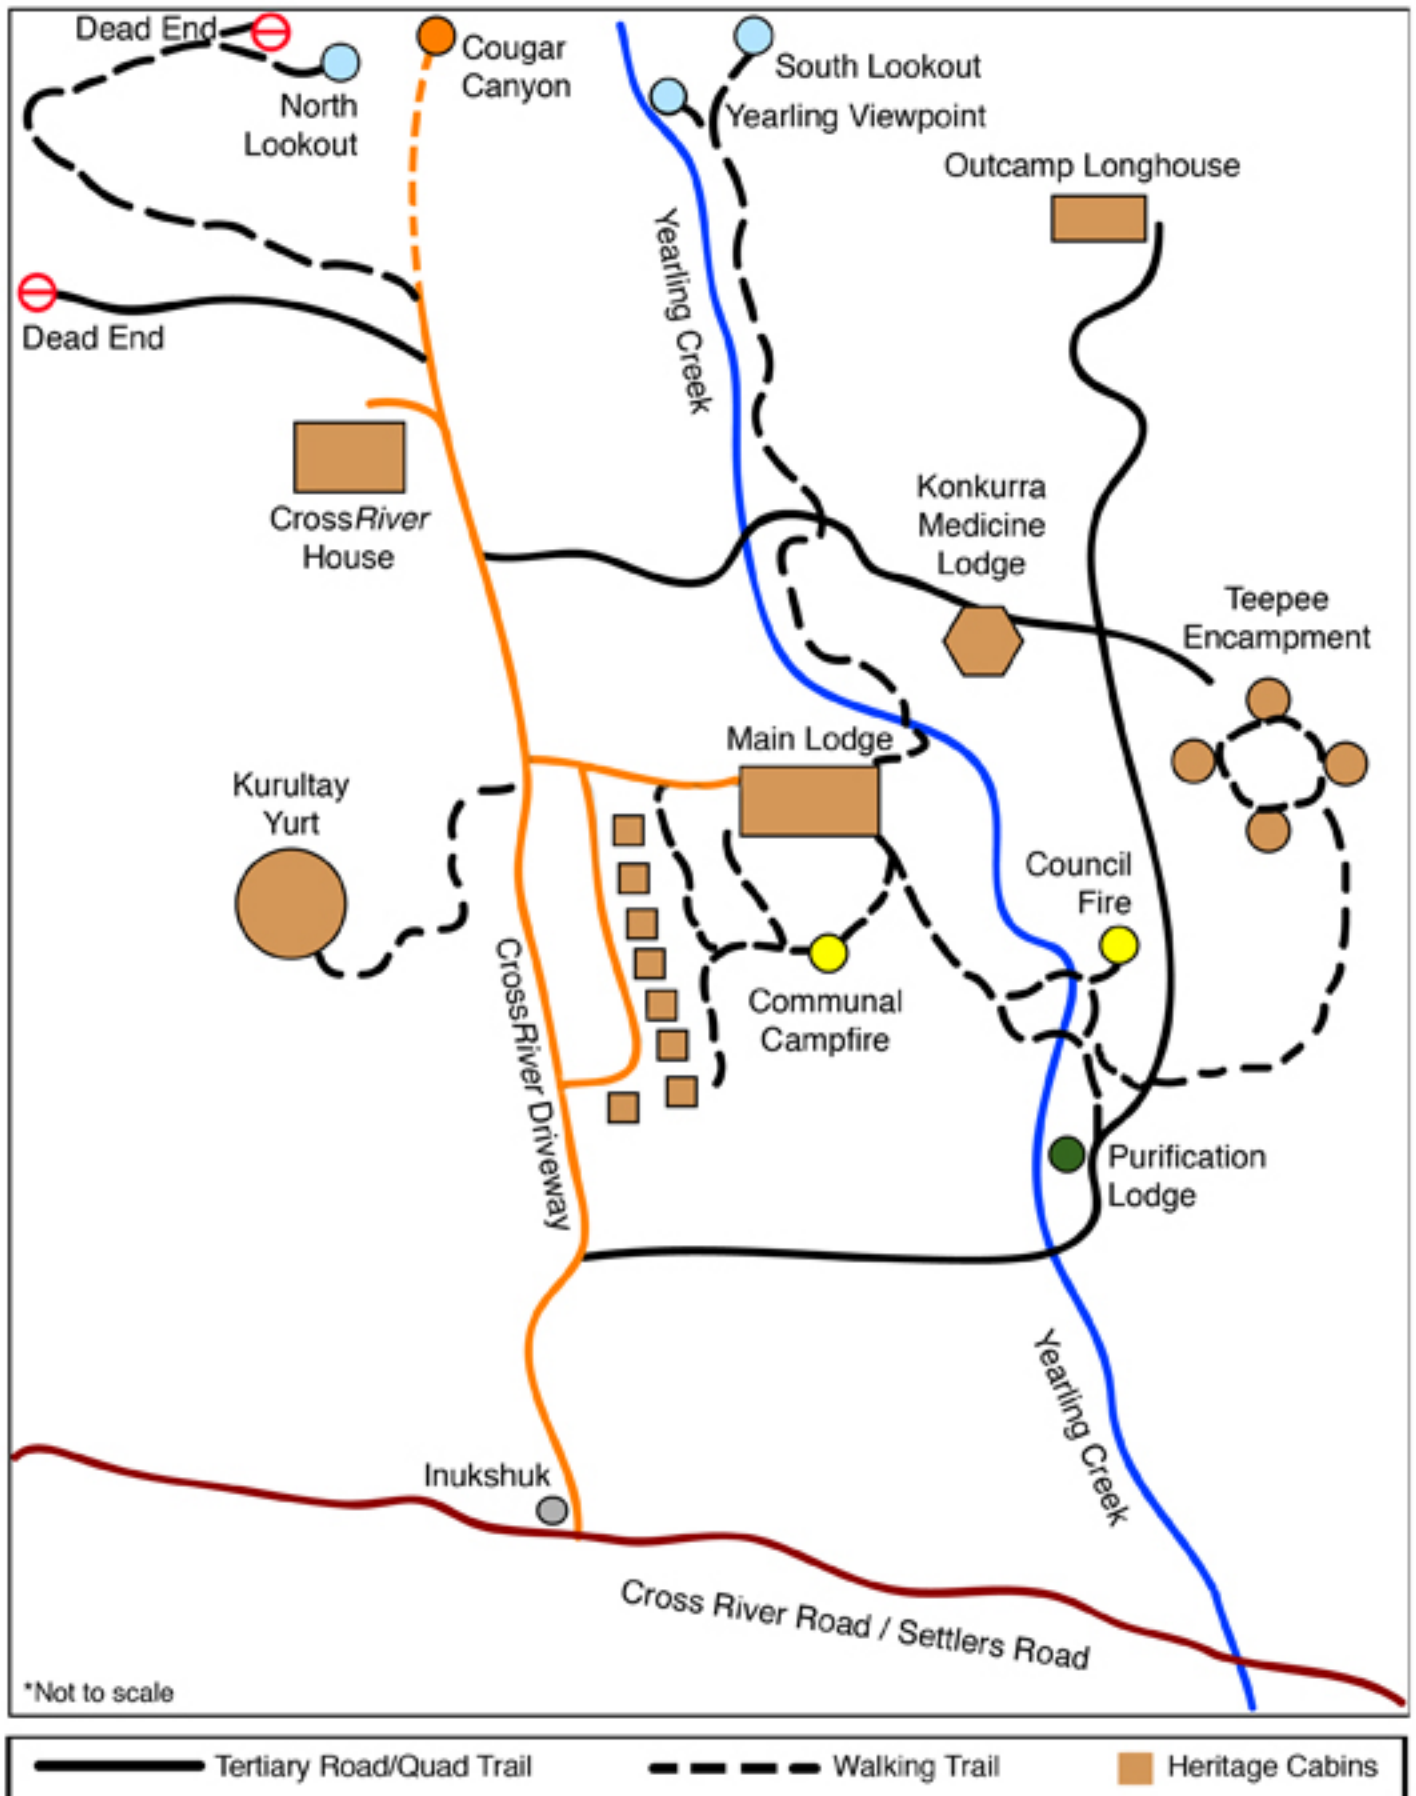 Dead End
Cougar
Canyon
North
Lookout
South Lookout
Yearling Viewpoint
Outcamp Longhouse
Yearling Creek
Dead End
CrossRiver
House
Konkurra
Medicine
Lodge
Teepee
Encampment
Main Lodge
Kurultay
Yurt
Council
Fire
CrossRiver Driveway
Communal
Campfire
Purification
Lodge
Yearling Creek
Inukshuk
Cross River Road / Settlers Road
*Not to scale
Tertiary Road/Quad Trail
Walking Trail
Heritage Cabins